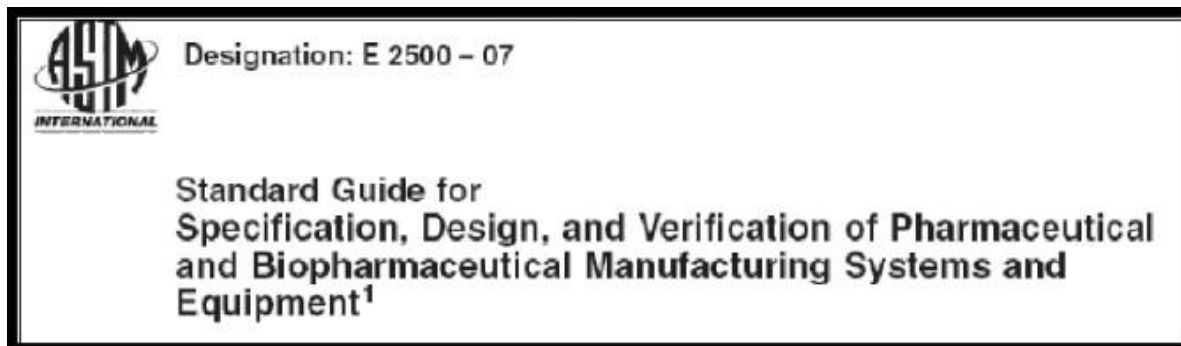 ASTM
INTERNATIONAL
Designation: E 2500 – 07
Standard Guide for
Specification, Design, and Verification of Pharmaceutical
and Biopharmaceutical Manufacturing Systems and
Equipment¹